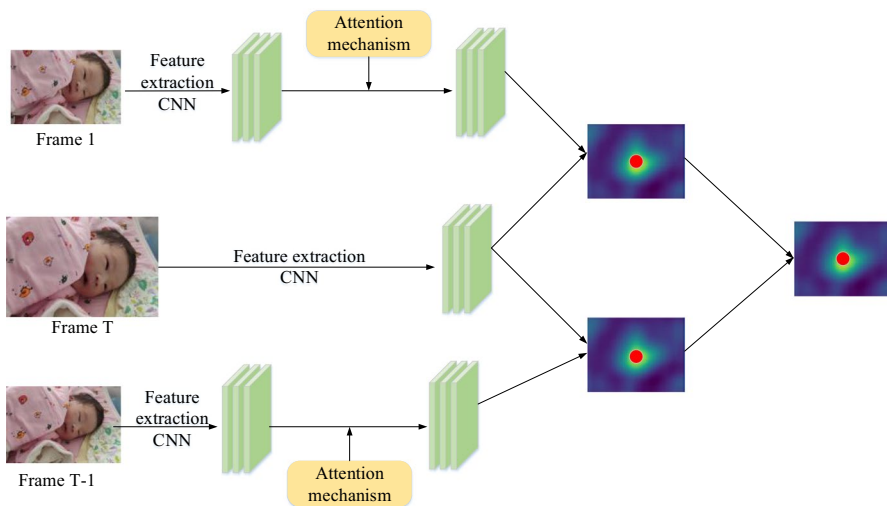 Attention
mechanism
Feature
extraction
CNN
Frame 1
Feature extraction
CNN
Frame T
Feature
extraction
CNN
Frame T-1
Attention
mechanism